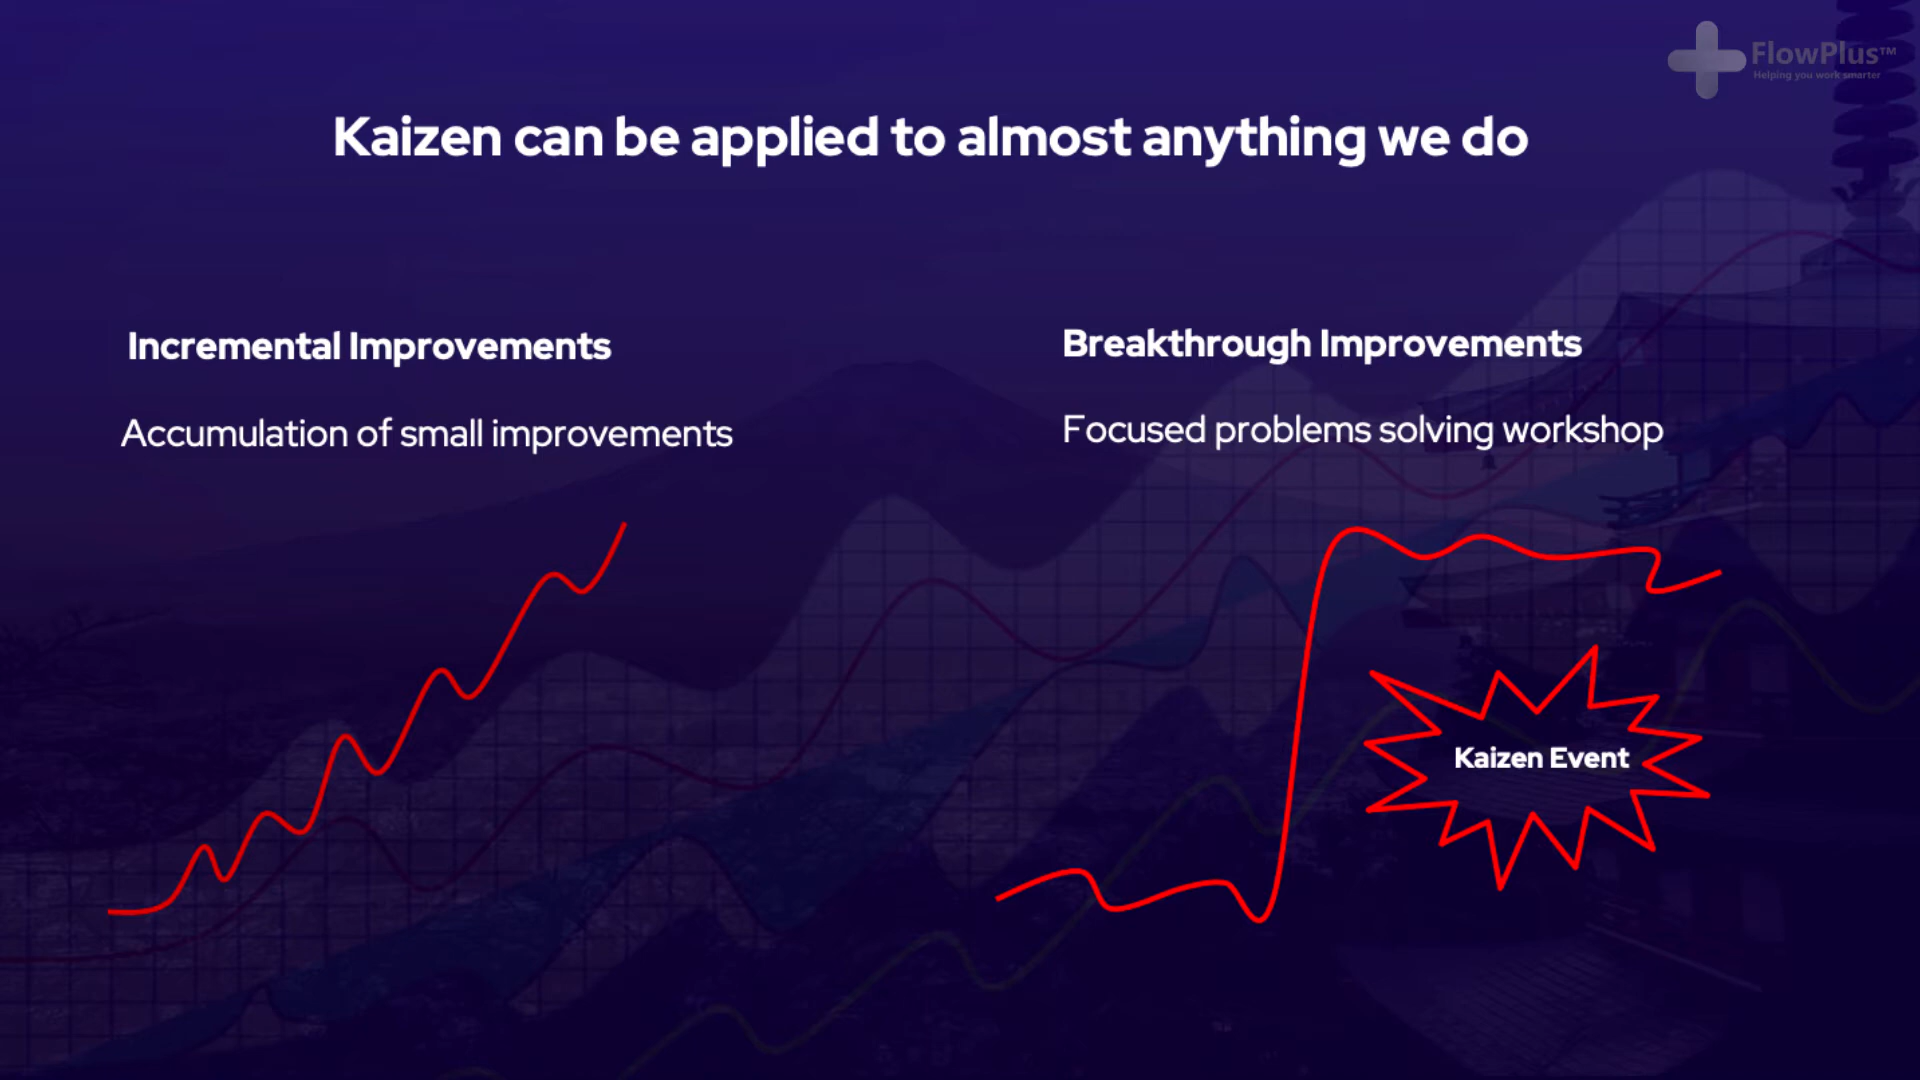 FlowPlus™
Helping you work smarter
Kaizen can be applied to almost anything we do
Incremental Improvements
Accumulation of small improvements
Breakthrough Improvements
Focused problems solving workshop
Kaizen Event